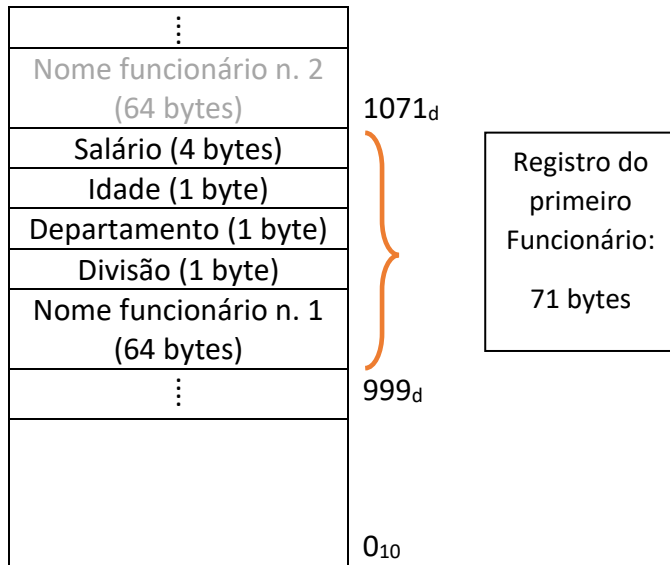 ⋮
Nome funcionário n. 2
(64 bytes)
1071d
Salário (4 bytes)
Idade (1 byte)
Departamento (1 byte)
Divisão (1 byte)
Nome funcionário n. 1
(64 bytes)
Registro do
primeiro
Funcionário:
71 bytes
⋮
999d
0₁₀